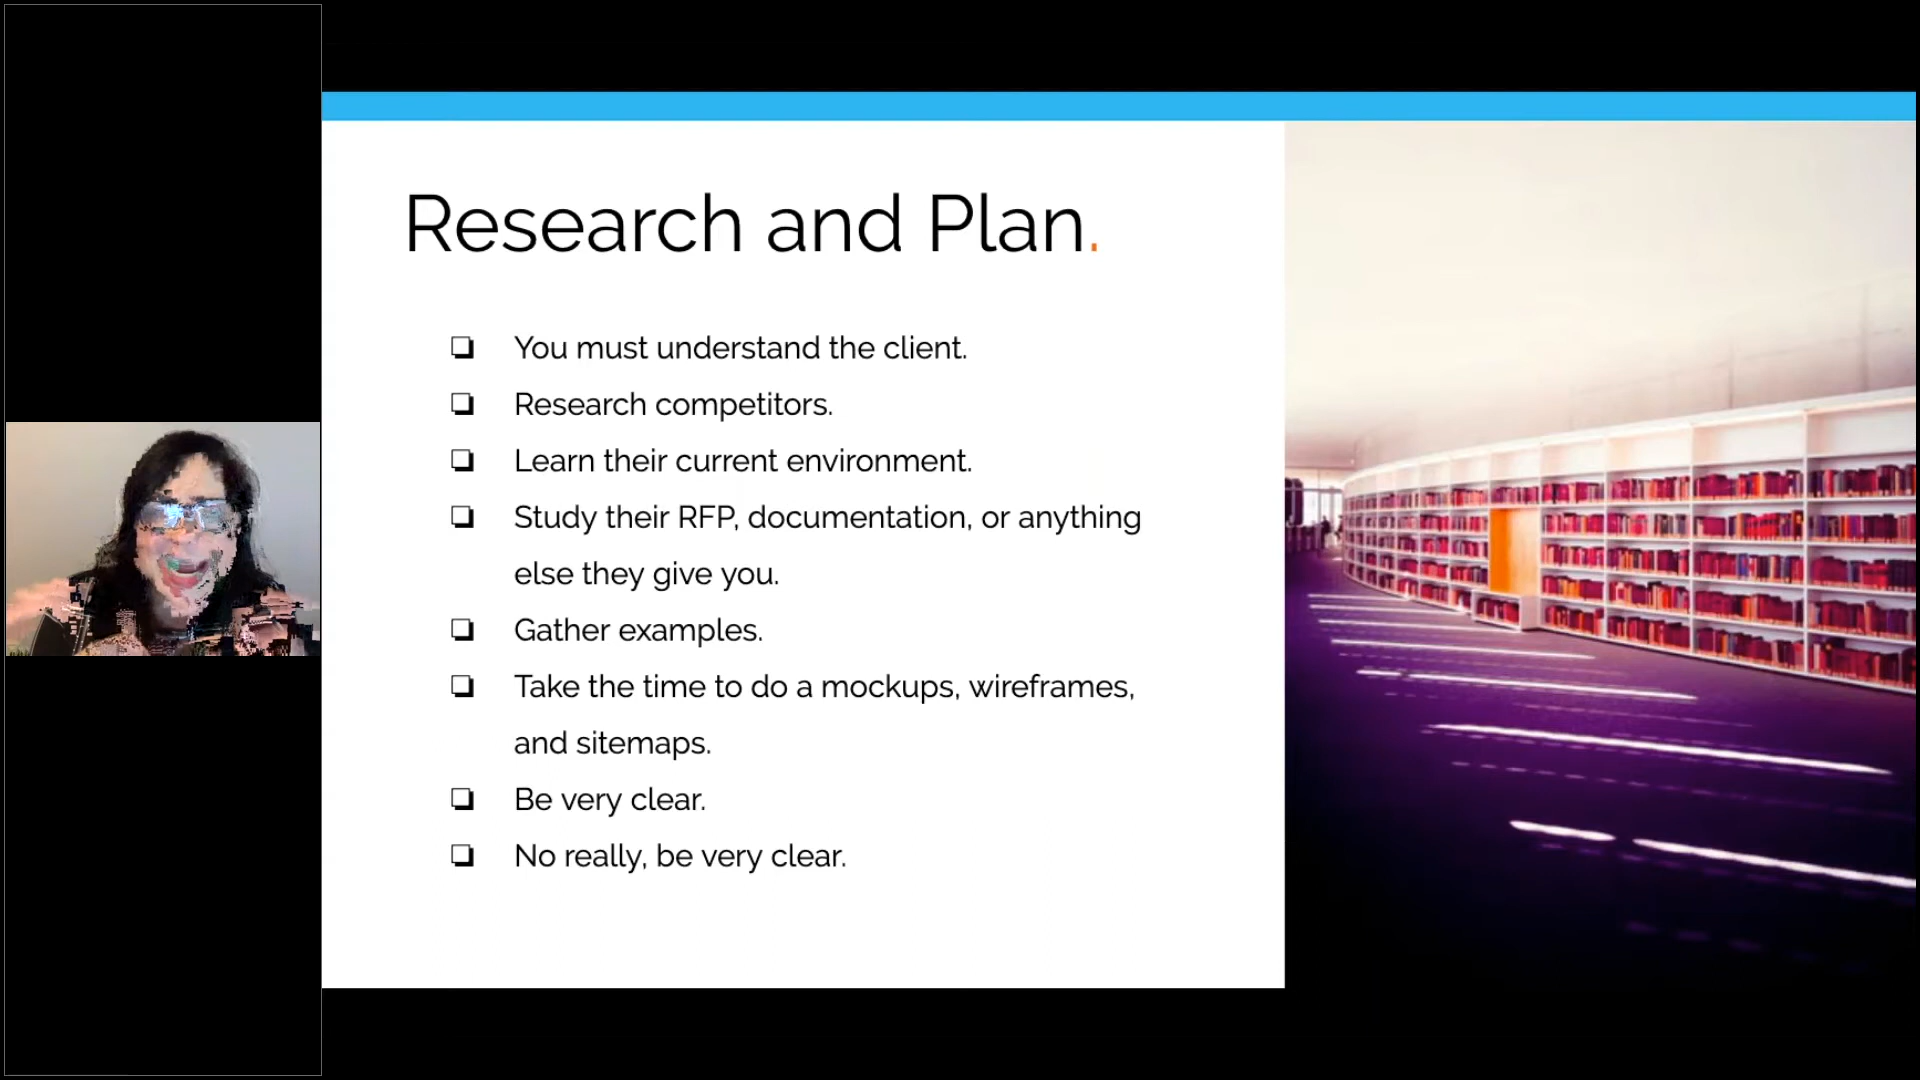 Research and Plan.
You must understand the client.
Research competitors.
Learn their current environment.
Study their RFP, documentation, or anything
else they give you.
Gather examples.
Take the time to do a mockups, wireframes,
and sitemaps.
Be very clear.
No really, be very clear.